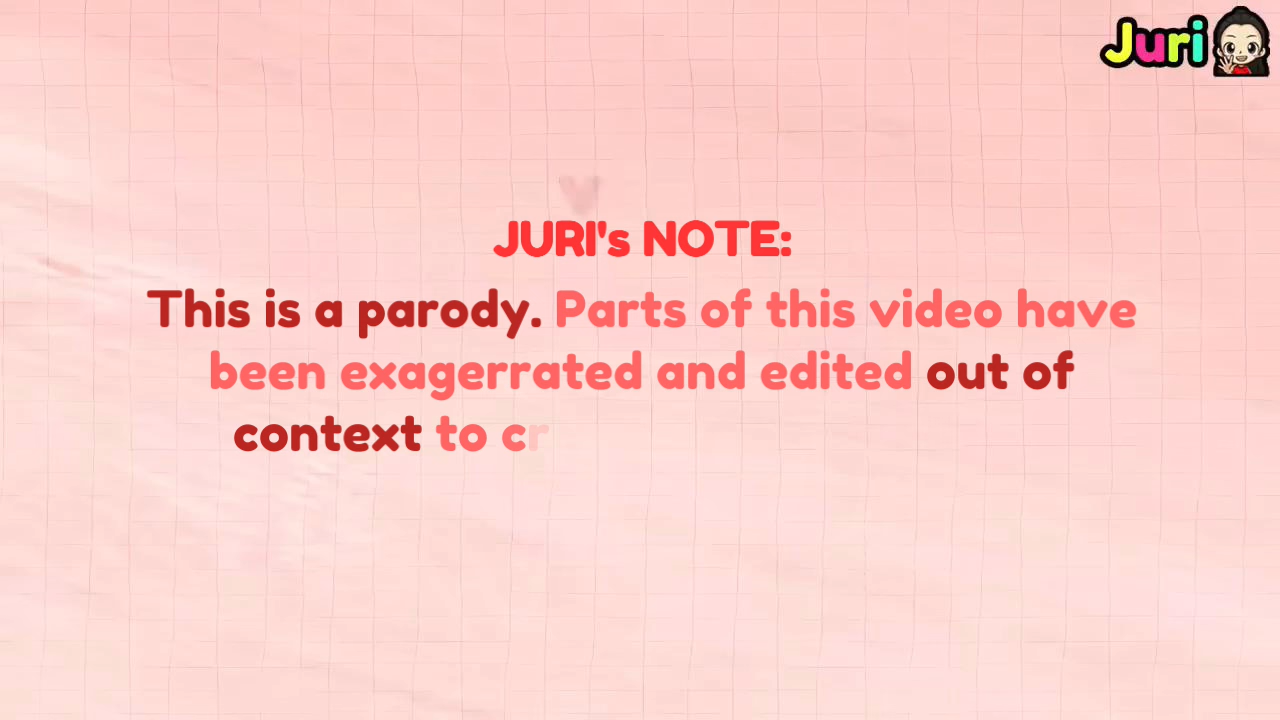 Juri
JURI's NOTE:
This is a parody. Parts of this video have
been exagerrated and edited out of
context to cr